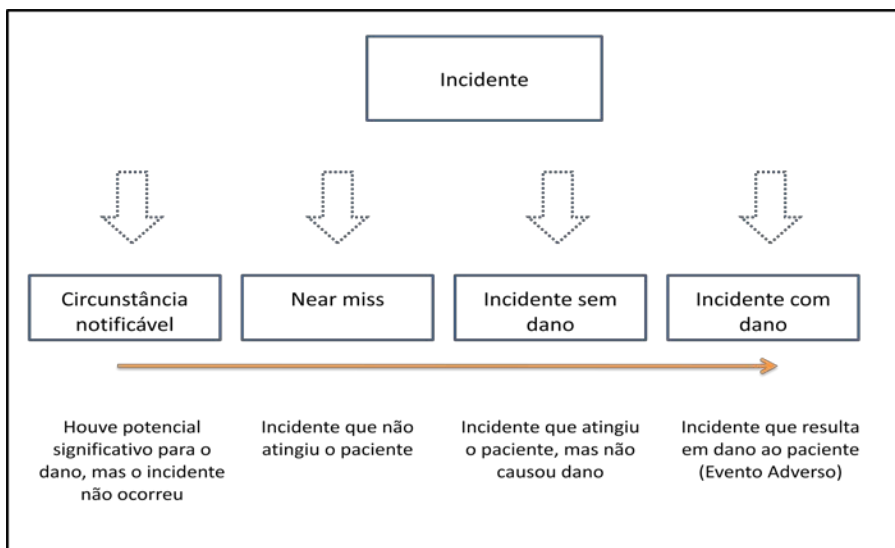 Incidente
Circunstância
notificável
Near miss
Incidente sem
dano
Incidente com
dano
Houve potencial
significativo para o
dano, mas o incidente
não ocorreu
Incidente que não
atingiu o paciente
Incidente que atingiu
o paciente, mas não
causou dano
Incidente que resulta
em dano ao paciente
(Evento Adverso)